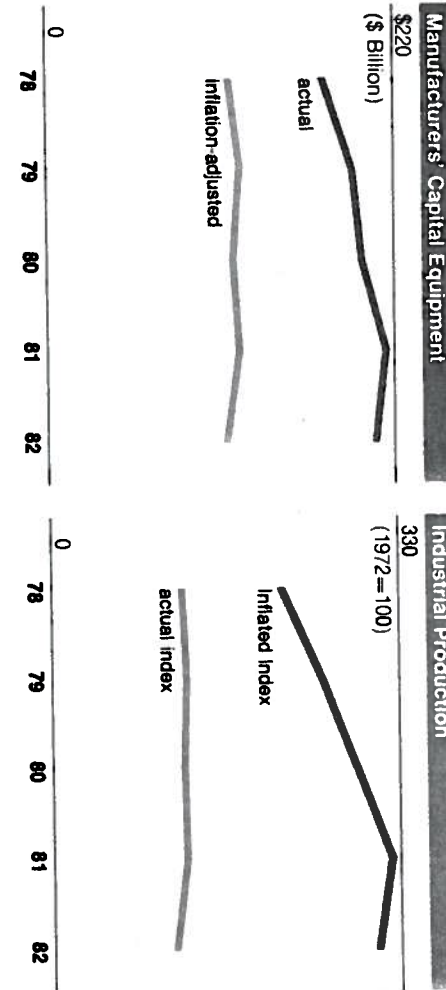 Manufacturers' Capital Equipment
$220
($ Billion)
actual
inflation-adjusted
0
78 79 80 81 82
Industrial Production
330
(1972=100)
Inflated Index
actual index
0
78 79 80 81 82